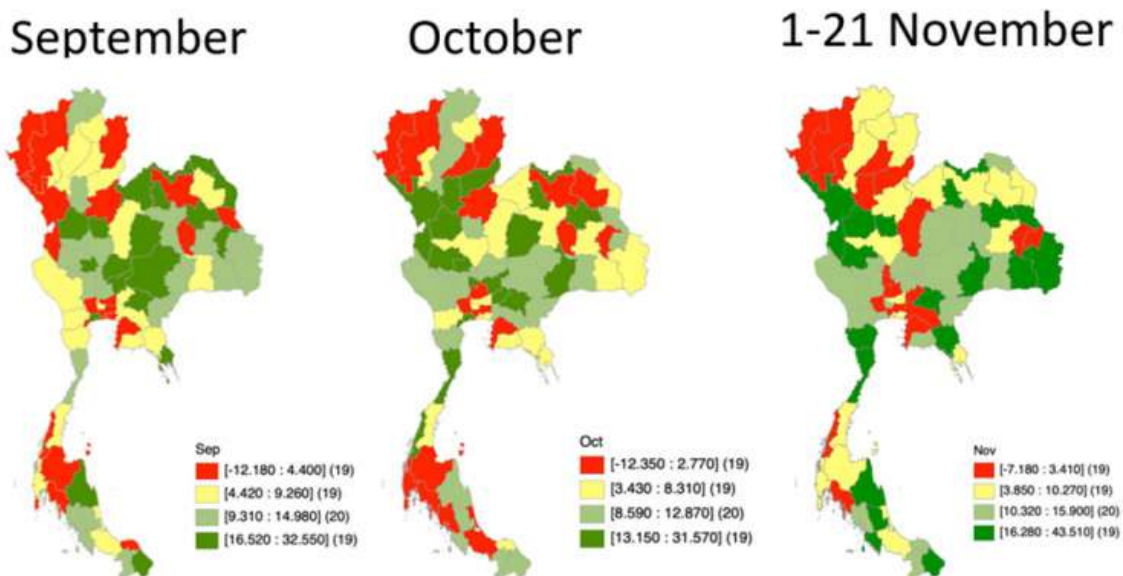 September
October
1-21 November
Sep
[-12.180 : 4.400] (19)
[4.420 : 9.260] (19)
[9.310 : 14.980] (20)
[16.520 : 32.550] (19)
Oct
[-12.350 : 2.770] (19)
[3.430 : 8.310] (19)
[8.590 : 12.870] (20)
[13.150 : 31.570] (19)
Nov
[-7.180 : 3.410] (19)
[3.850 : 10.270] (19)
[10.320 : 15.900] (20)
[16.280 : 43.510] (19)